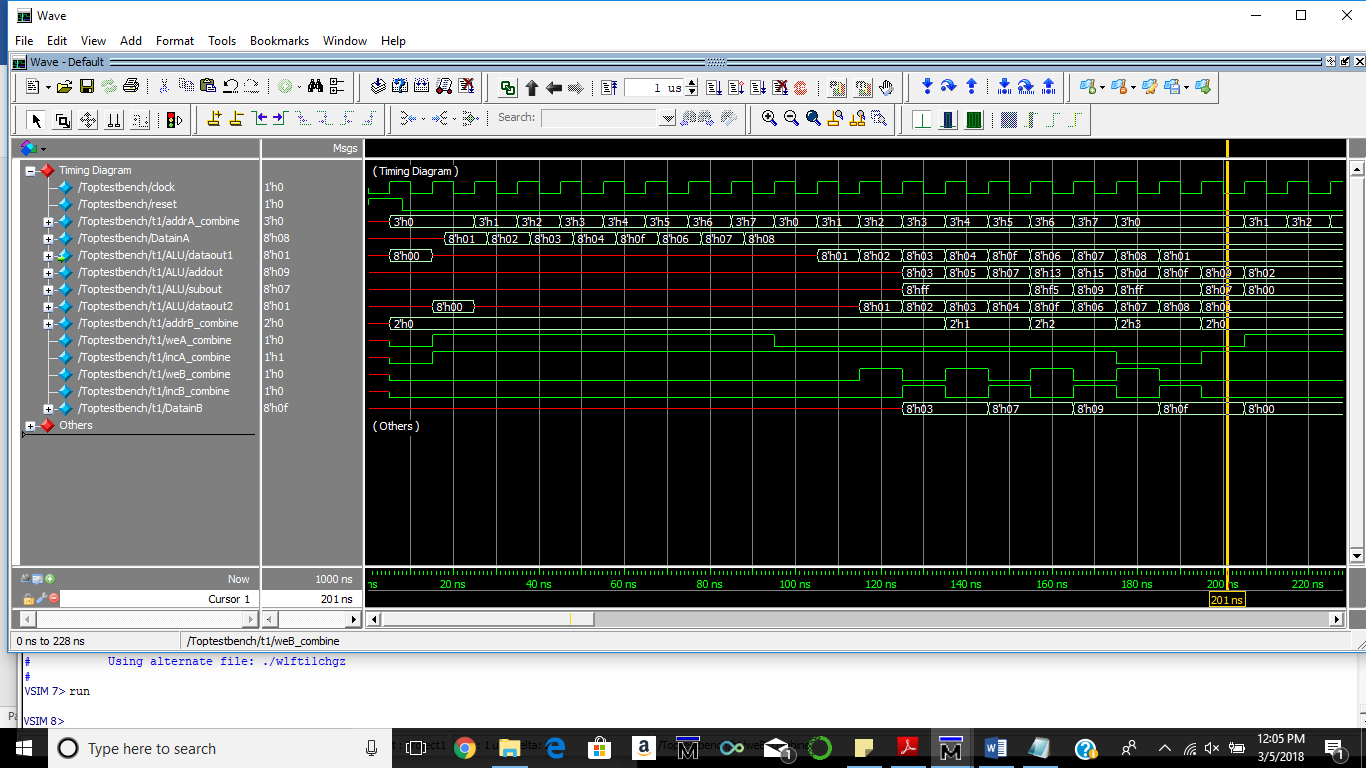 Wave
File Edit View Add Format Tools Bookmarks Window Help
Wave - Default
1 us
Search:
Msgs
Timing Diagram
( Timing Diagram )
/Toptestbench/clock 1'h0
/Toptestbench/reset 1'h0
/Toptestbench/t1/addrA_combine 3'h0 3'h0 3'h1 3'h2 3'h3 3'h4 3'h5 3'h6 3'h7 3'h0 3'h1 3'h2 3'h3 3'h4 3'h5 3'h6 3'h7 3'h0 3'h1 3'h2
/Toptestbench/DatainA 8'h08 8'h01 8'h02 8'h03 8'h04 8'h0f 8'h06 8'h07 8'h08
/Toptestbench/t1/ALU/dataout1 8'h01 8'h00 8'h01 8'h02 8'h03 8'h04 8'h0f 8'h06 8'h07 8'h08 8'h01
/Toptestbench/t1/ALU/addout 8'h09 8'h03 8'h05 8'h07 8'h13 8'h15 8'h0d 8'h0f 8'h09 8'h02
/Toptestbench/t1/ALU/subout 8'h07 8'hff 8'hf5 8'h09 8'hff 8'h07 8'h00
/Toptestbench/t1/ALU/dataout2 8'h01 8'h00 8'h01 8'h02 8'h03 8'h04 8'h0f 8'h06 8'h07 8'h08 8'h01
/Toptestbench/t1/addrB_combine 2'h0 2'h0 2'h1 2'h2 2'h3 2'h0
/Toptestbench/t1/weA_combine 1'h0
/Toptestbench/t1/incA_combine 1'h1
/Toptestbench/t1/weB_combine 1'h0
/Toptestbench/t1/incB_combine 1'h0
/Toptestbench/t1/DatainB 8'h0f 8'h03 8'h07 8'h09 8'h0f 8'h00
Others
( Others )
Now 1000 ns ns 20 ns 40 ns 60 ns 80 ns 100 ns 120 ns 140 ns 160 ns 180 ns 200 ns 220 ns
Cursor 1 201 ns 201 ns
0 ns to 228 ns /Toptestbench/t1/weB_combine
# Using alternate file: ./wlftilchgz
#
VSIM 7> run
VSIM 8>
Type here to search
12:05 PM
3/5/2018